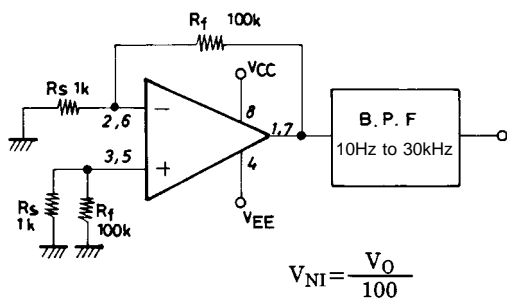 Rf 100k
VCC
Rs 1k
2,6
−
8
1,7
B. P. F
10Hz to 30kHz
3,5
+
4
Rs
1k
Rf
100k
VEE
VNI = VO / 100